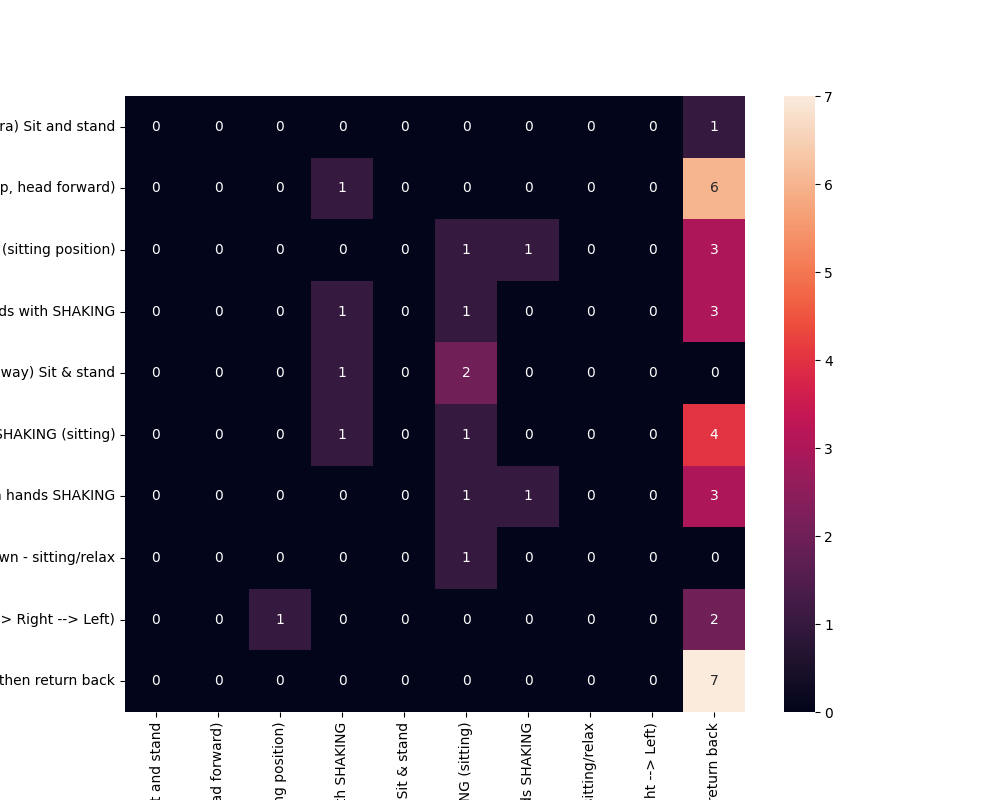 ra) Sit and stand 0 0 0 0 0 0 0 0 0 1
p, head forward) 0 0 0 1 0 0 0 0 0 6
(sitting position) 0 0 0 0 0 1 1 0 0 3
ds with SHAKING 0 0 0 1 0 1 0 0 0 3
way) Sit & stand 0 0 0 1 0 2 0 0 0 0
SHAKING (sitting) 0 0 0 1 0 1 0 0 0 4
hands SHAKING 0 0 0 0 0 1 1 0 0 3
wn - sitting/relax 0 0 0 0 0 1 0 0 0 0
> Right --> Left) 0 0 1 0 0 0 0 0 0 2
then return back 0 0 0 0 0 0 0 0 0 7
t and stand
ad forward)
ng position)
th SHAKING
Sit & stand
NG (sitting)
ds SHAKING
sitting/relax
ht --> Left)
return back
7
6
5
4
3
2
1
0